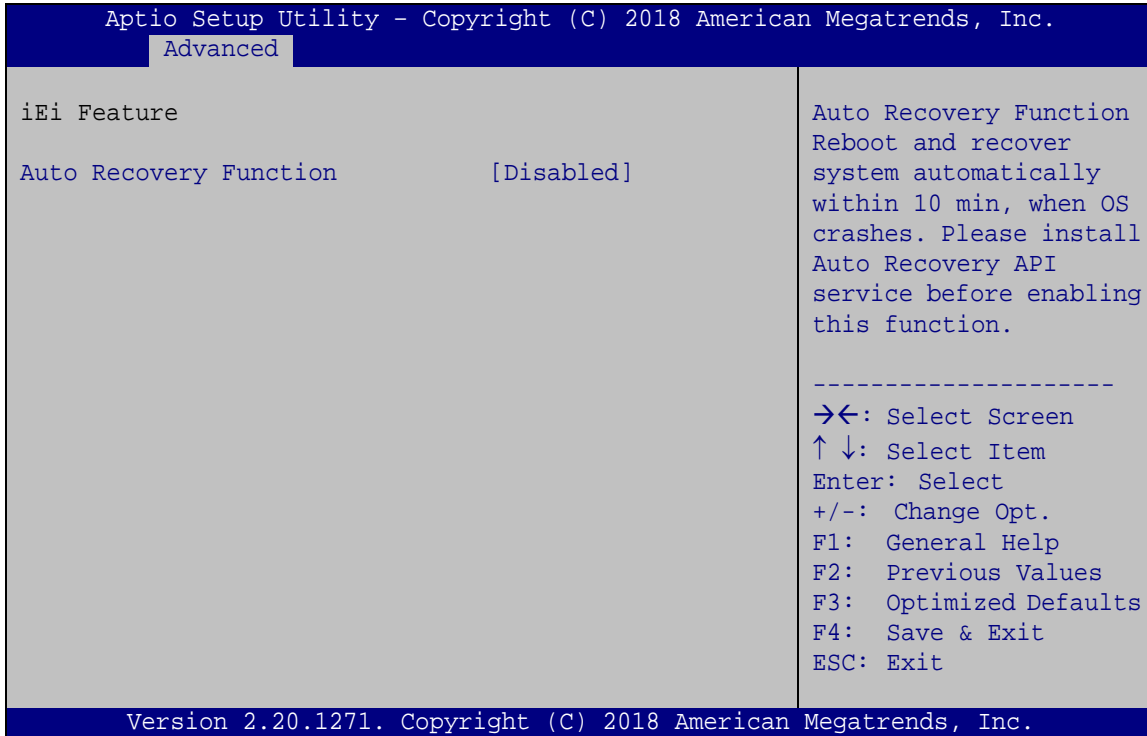 Aptio Setup Utility – Copyright (C) 2018 American Megatrends, Inc.
Advanced
iEi Feature
Auto Recovery Function [Disabled]
Auto Recovery Function
Reboot and recover
system automatically
within 10 min, when OS
crashes. Please install
Auto Recovery API
service before enabling
this function.
---------------------
→←: Select Screen
↑ ↓: Select Item
Enter: Select
+/-: Change Opt.
F1: General Help
F2: Previous Values
F3: Optimized Defaults
F4: Save & Exit
ESC: Exit
Version 2.20.1271. Copyright (C) 2018 American Megatrends, Inc.